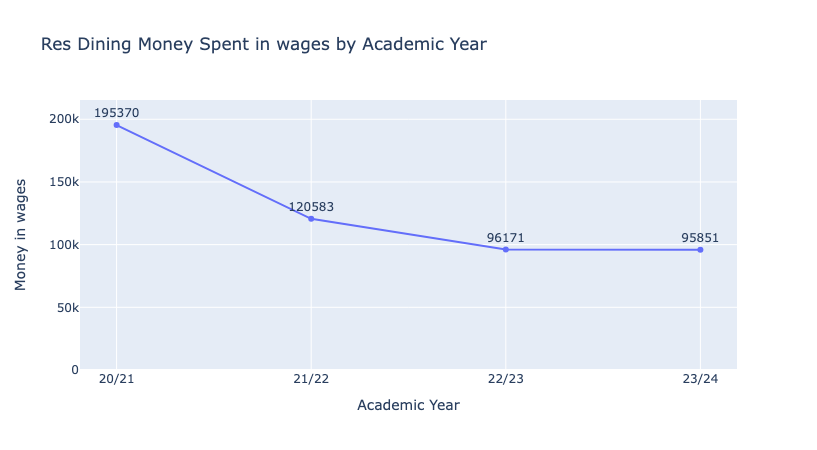 Res Dining Money Spent in wages by Academic Year
195370
120583
96171
95851
200k
150k
100k
50k
0
Money in wages
20/21
21/22
22/23
23/24
Academic Year